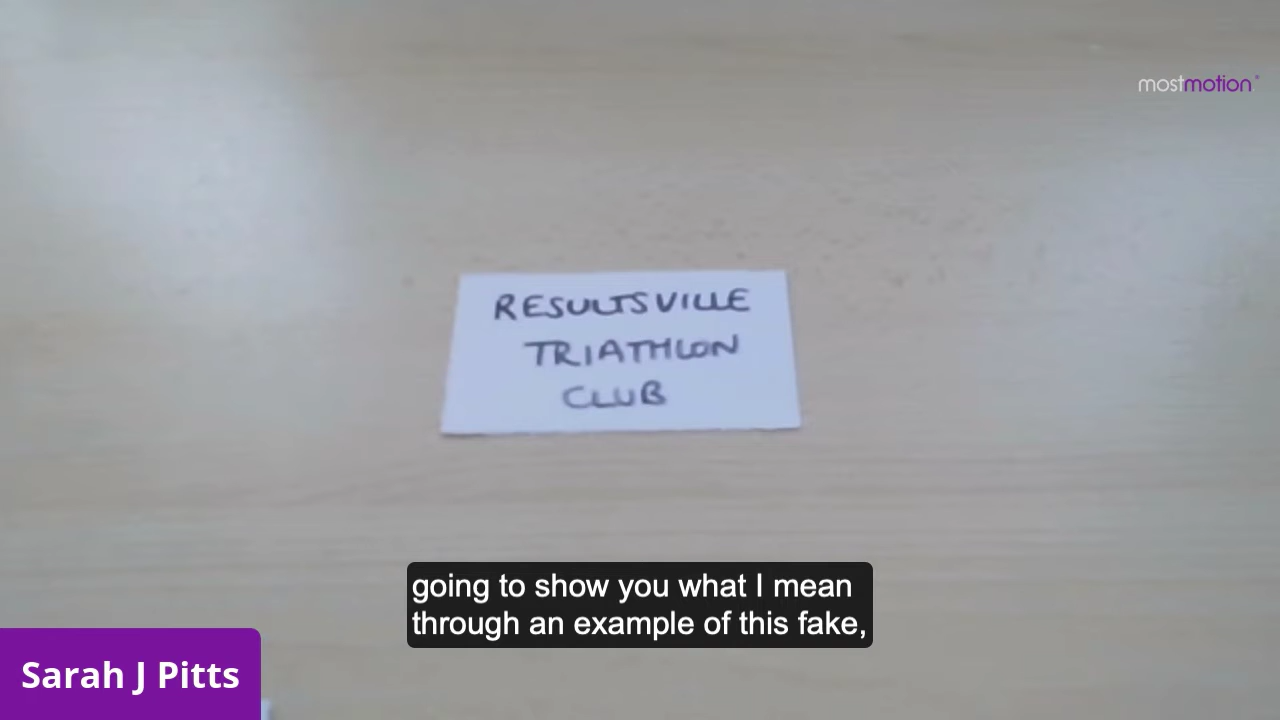 mostmotion
RESULTSVILLE
TRIATHLON
CLUB
going to show you what I mean
through an example of this fake,
Sarah J Pitts